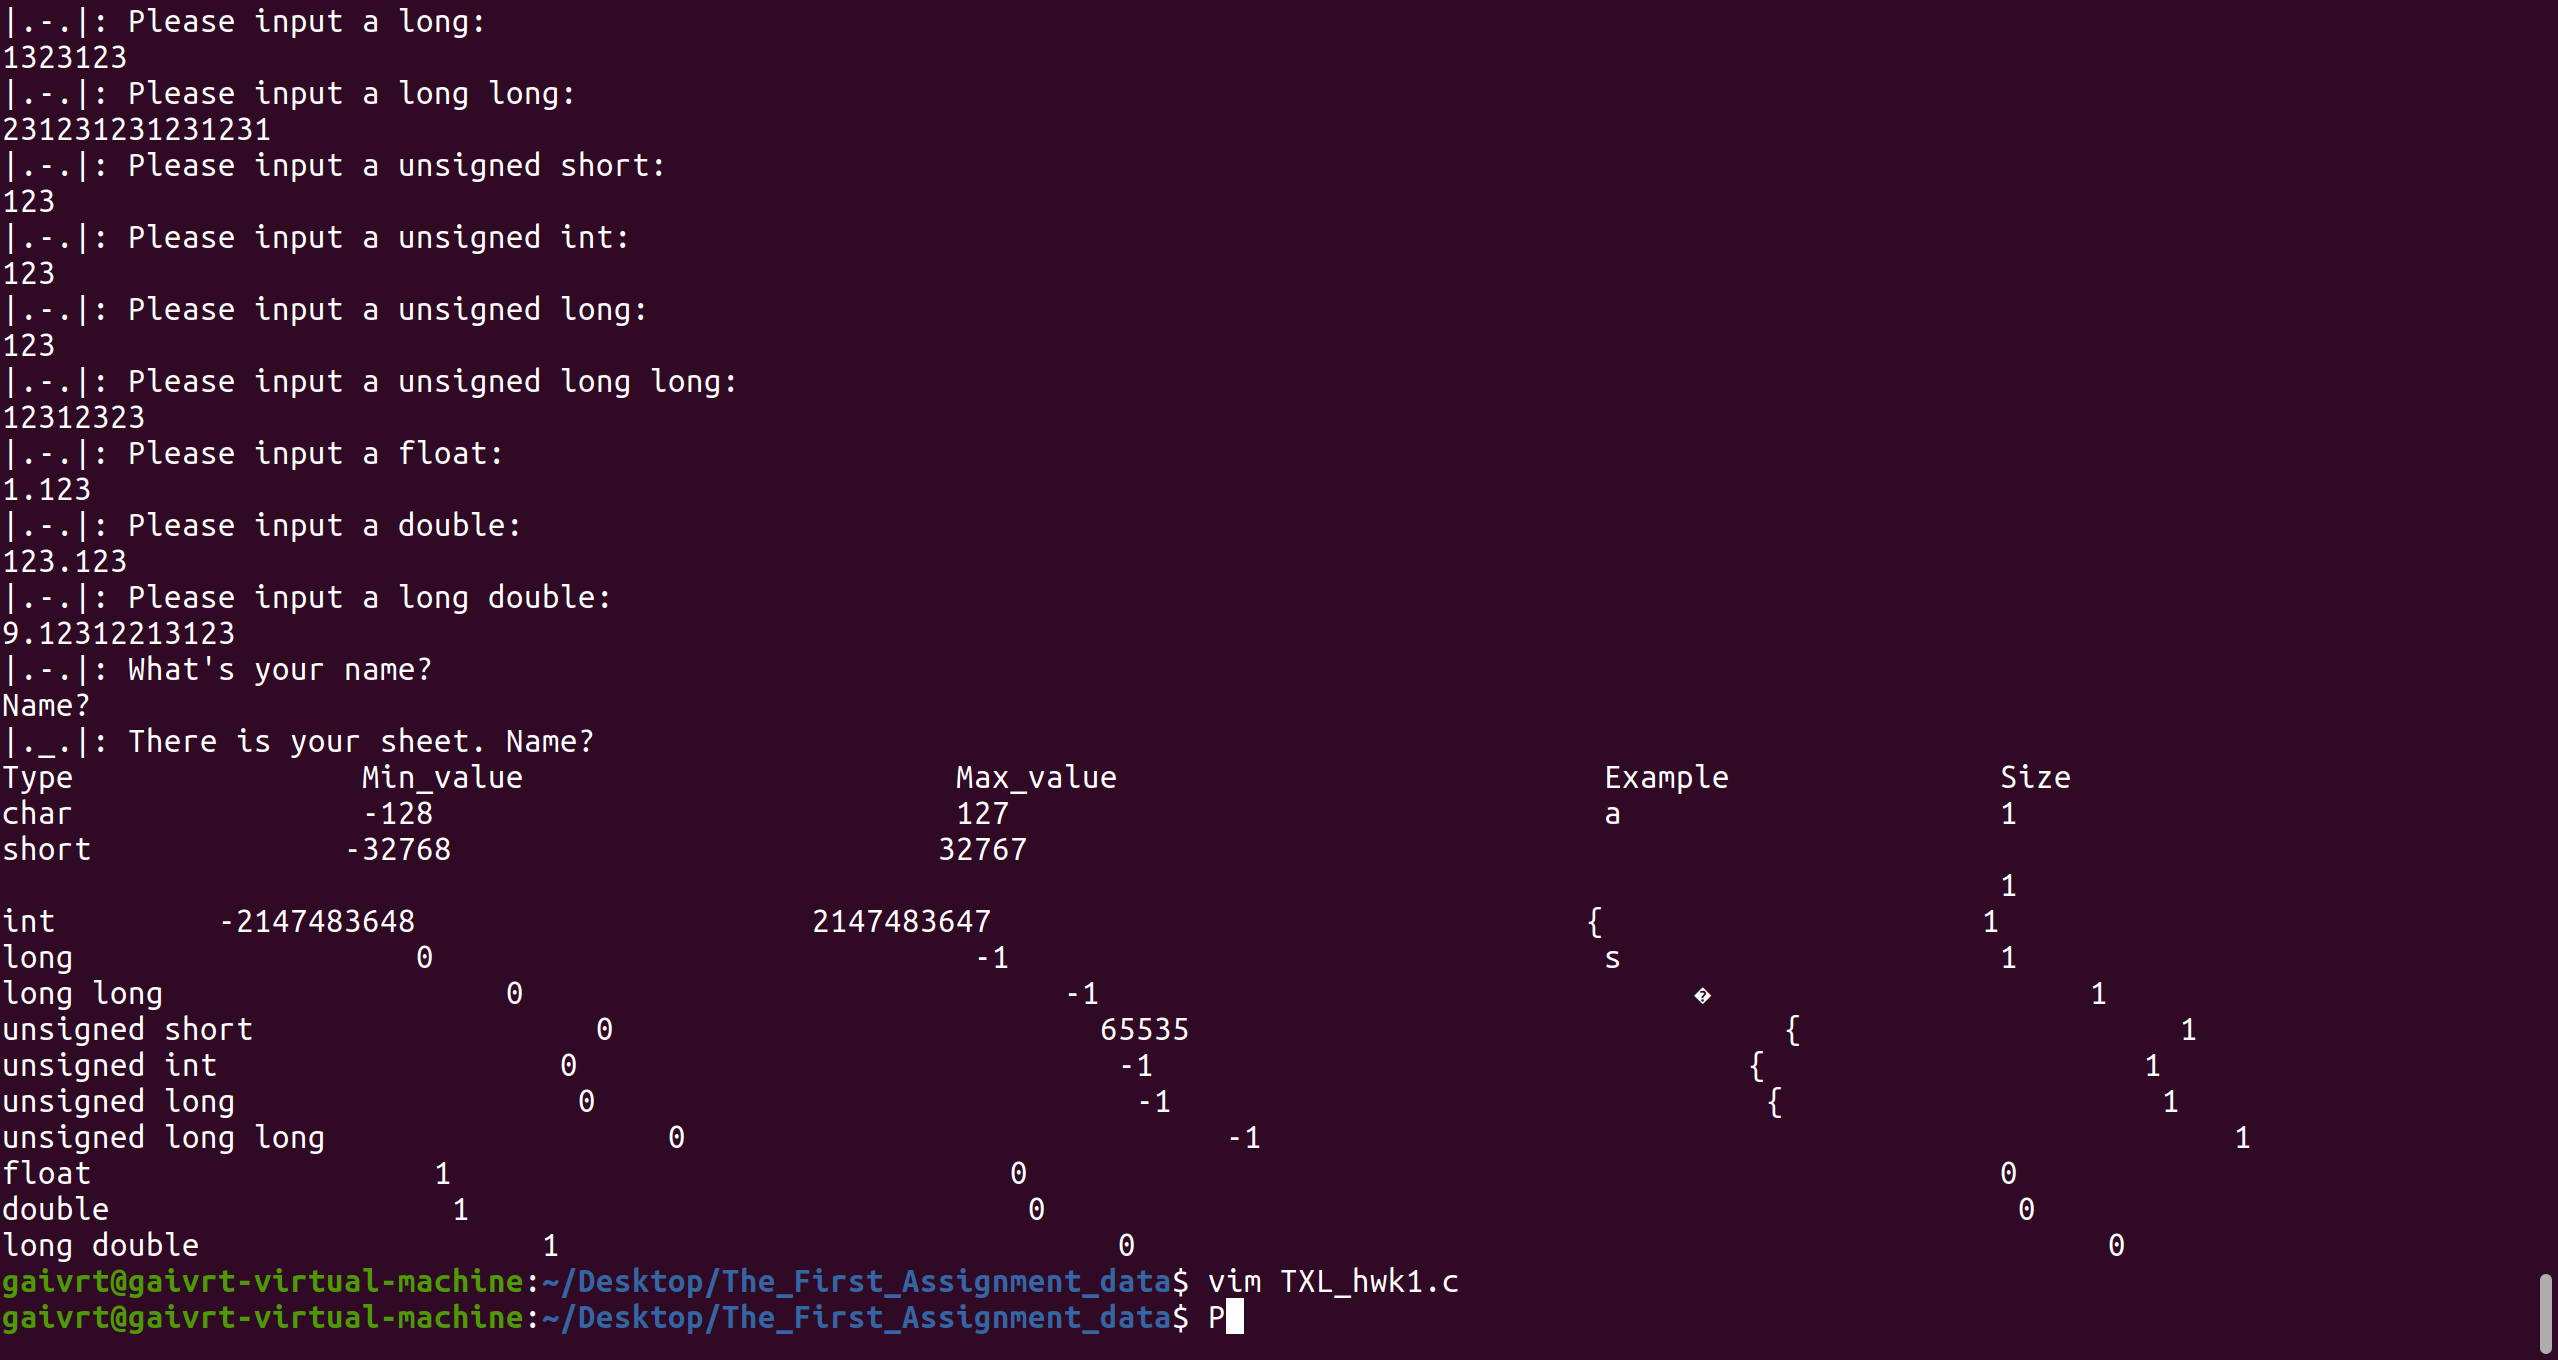 |.-.|: Please input a long:
1323123
|.-.|: Please input a long long:
231231231231231
|.-.|: Please input a unsigned short:
123
|.-.|: Please input a unsigned int:
123
|.-.|: Please input a unsigned long:
123
|.-.|: Please input a unsigned long long:
12312323
|.-.|: Please input a float:
1.123
|.-.|: Please input a double:
123.123
|.-.|: Please input a long double:
9.12312213123
|.-.|: What's your name?
Name?
|._.|: There is your sheet. Name?
Type Min_value Max_value Example Size
char -128 127 a 1
short -32768 32767
1
int -2147483648 2147483647 { 1
long 0 -1 s 1
long long 0 -1 � 1
unsigned short 0 65535 { 1
unsigned int 0 -1 { 1
unsigned long 0 -1 { 1
unsigned long long 0 -1 1
float 1 0 0
double 1 0 0
long double 1 0 0
gaivrt@gaivrt-virtual-machine:~/Desktop/The_First_Assignment_data$ vim TXL_hwk1.c
gaivrt@gaivrt-virtual-machine:~/Desktop/The_First_Assignment_data$ P